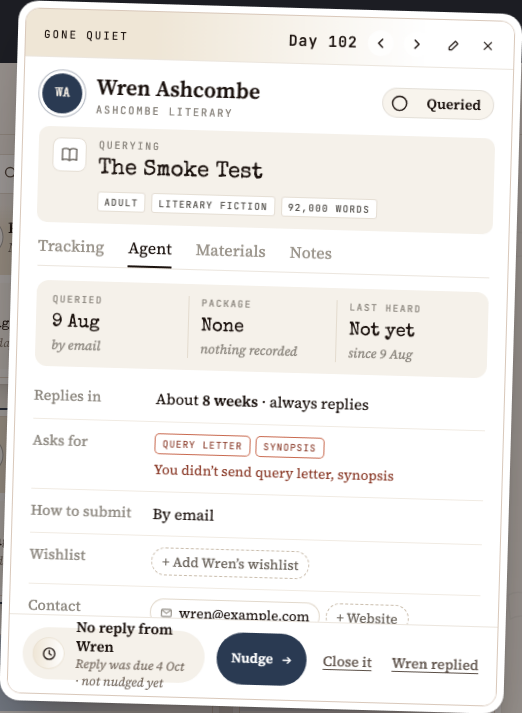 GONE QUIET
Day 102
WA
Wren Ashcombe
ASHCOMBE LITERARY
Queried
QUERYING
The Smoke Test
ADULT
LITERARY FICTION
92,000 WORDS
Tracking
Agent
Materials
Notes
QUERIED
9 Aug
by email
PACKAGE
None
nothing recorded
LAST HEARD
Not yet
since 9 Aug
Replies in
About 8 weeks · always replies
Asks for
QUERY LETTER
SYNOPSIS
You didn’t send query letter, synopsis
How to submit
By email
Wishlist
+ Add Wren’s wishlist
Contact
wren@example.com
+ Website
No reply from
Wren
Reply was due 4 Oct
· not nudged yet
Nudge →
Close it
Wren replied